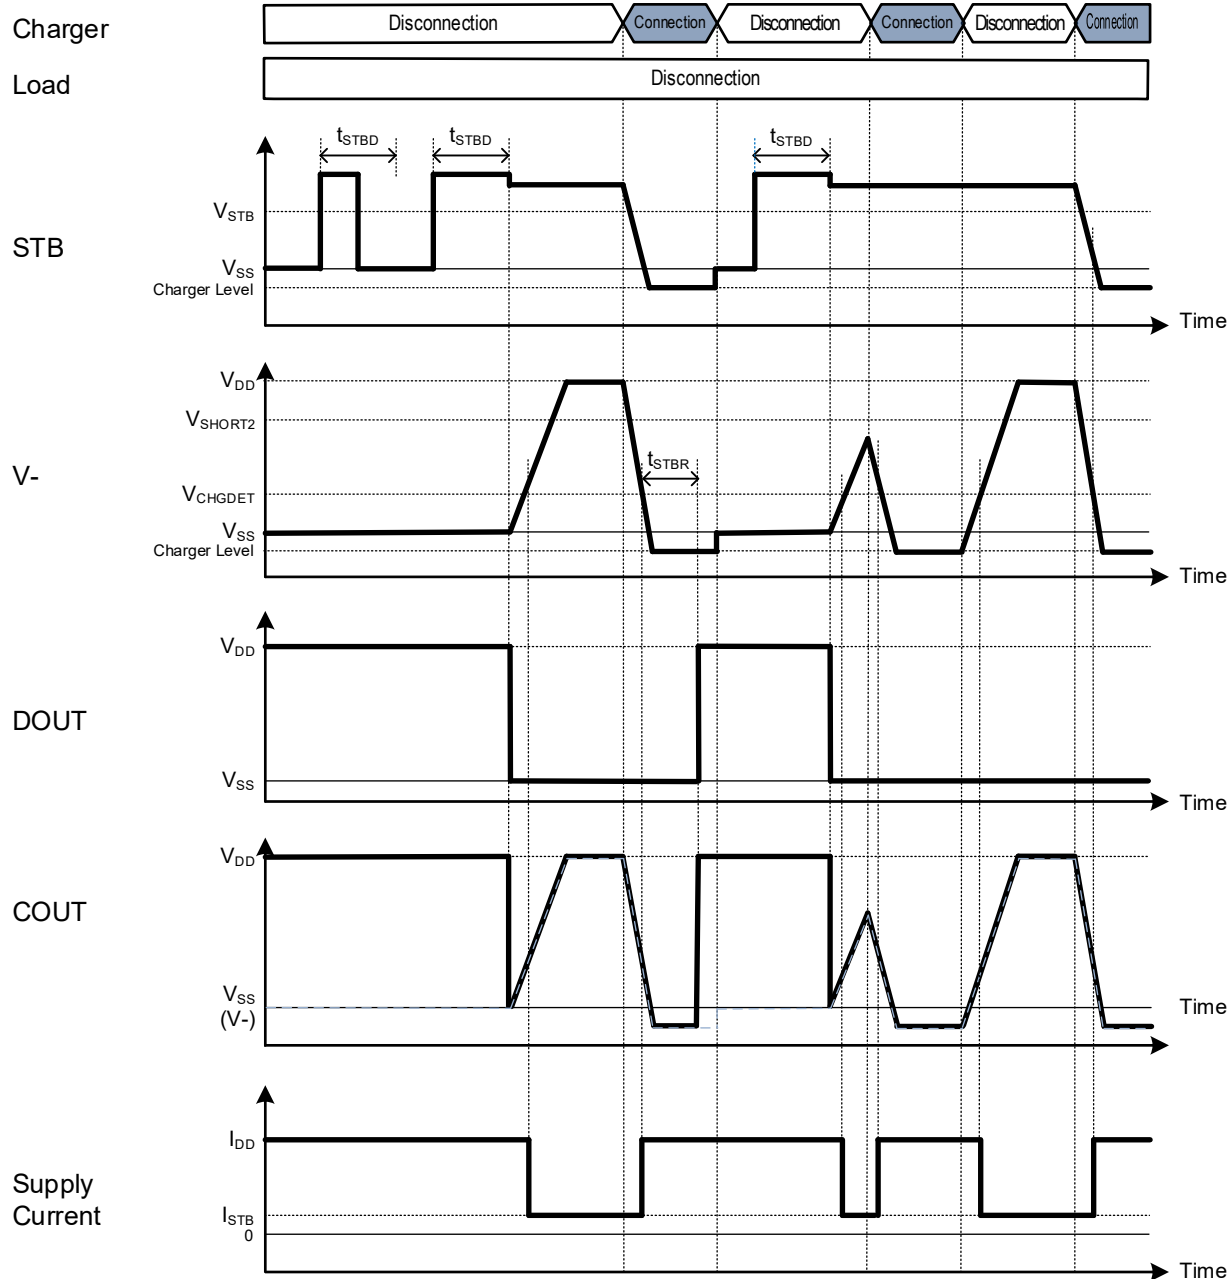 Charger
Disconnection
Connection
Disconnection
Connection
Disconnection
Connection
Load
Disconnection
STB
tSTBD
tSTBD
tSTBD
VSTB
VSS
Charger Level
Time
V-
VDD
VSHORT2
tSTBR
VCHGDET
VSS
Charger Level
Time
DOUT
VDD
VSS
Time
COUT
VDD
VSS
(V-)
Time
Supply
Current
IDD
ISTB
0
Time